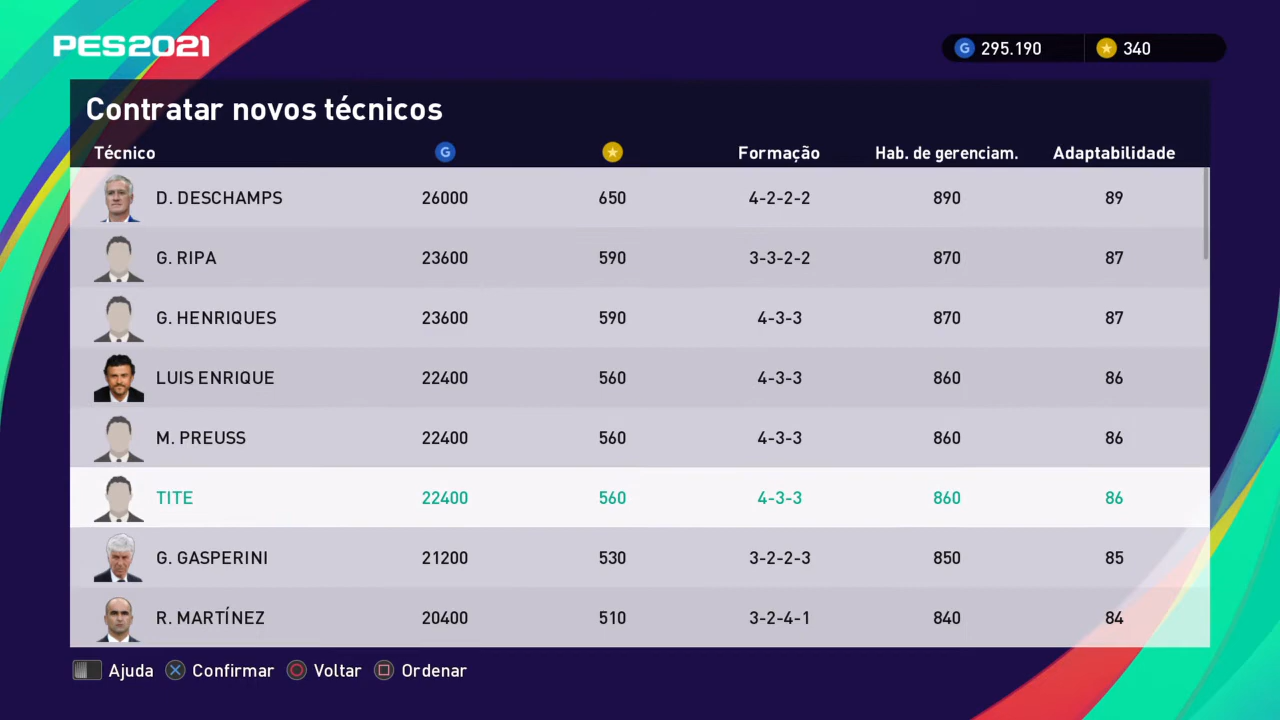 PES2021
G 295.190 340
Contratar novos técnicos
Técnico G Formação Hab. de gerenciam. Adaptabilidade
D. DESCHAMPS 26000 650 4-2-2-2 890 89
G. RIPA 23600 590 3-3-2-2 870 87
G. HENRIQUES 23600 590 4-3-3 870 87
LUIS ENRIQUE 22400 560 4-3-3 860 86
M. PREUSS 22400 560 4-3-3 860 86
TITE 22400 560 4-3-3 860 86
G. GASPERINI 21200 530 3-2-2-3 850 85
R. MARTÍNEZ 20400 510 3-2-4-1 840 84
Ajuda Confirmar Voltar Ordenar